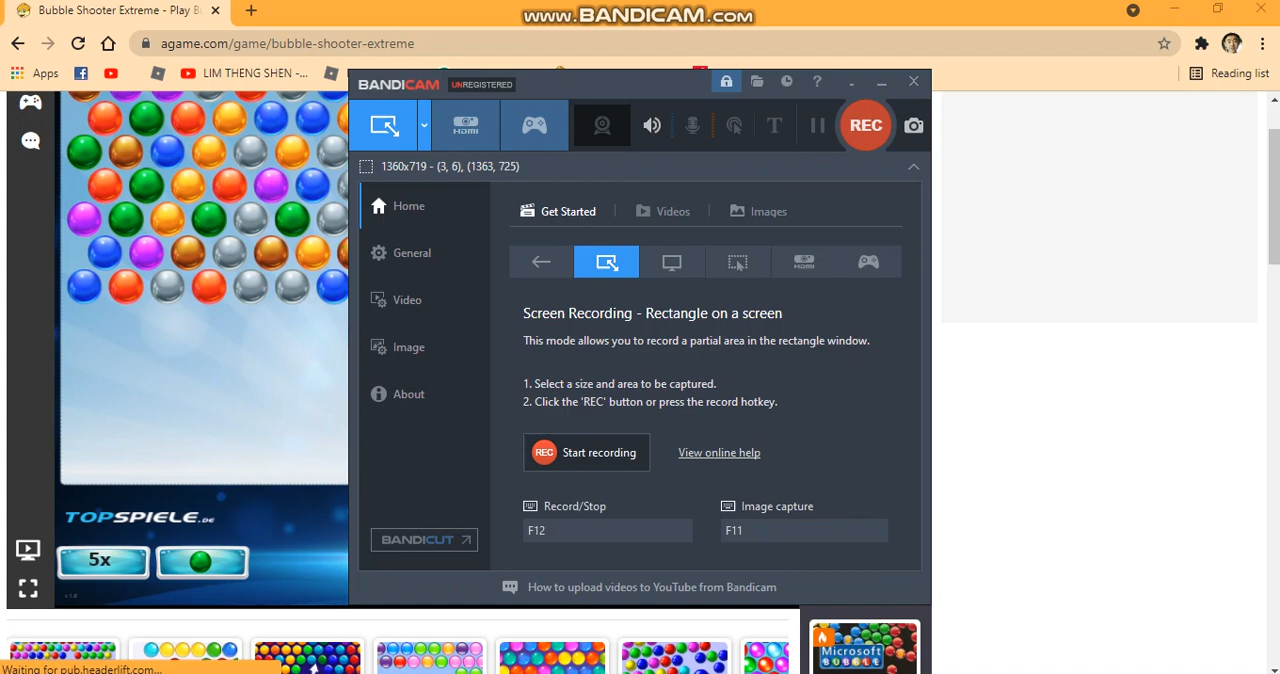 Bubble Shooter Extreme - Play B
www.BANDICAM.com
agame.com/game/bubble-shooter-extreme
Apps
LIM THENG SHEN -...
Reading list
BANDICAM UNREGISTERED
HDMI
REC
1360x719 - (3, 6), (1363, 725)
Home
General
Video
Image
About
BANDICUT
Get Started
Videos
Images
HDMI
Screen Recording - Rectangle on a screen
This mode allows you to record a partial area in the rectangle window.
1. Select a size and area to be captured.
2. Click the 'REC' button or press the record hotkey.
REC Start recording
View online help
Record/Stop
Image capture
F12
F11
How to upload videos to YouTube from Bandicam
TOPSPIELE.DE
5x
v1.6
Microsoft
BUBBLE
Waiting for pub.headerlift.com...